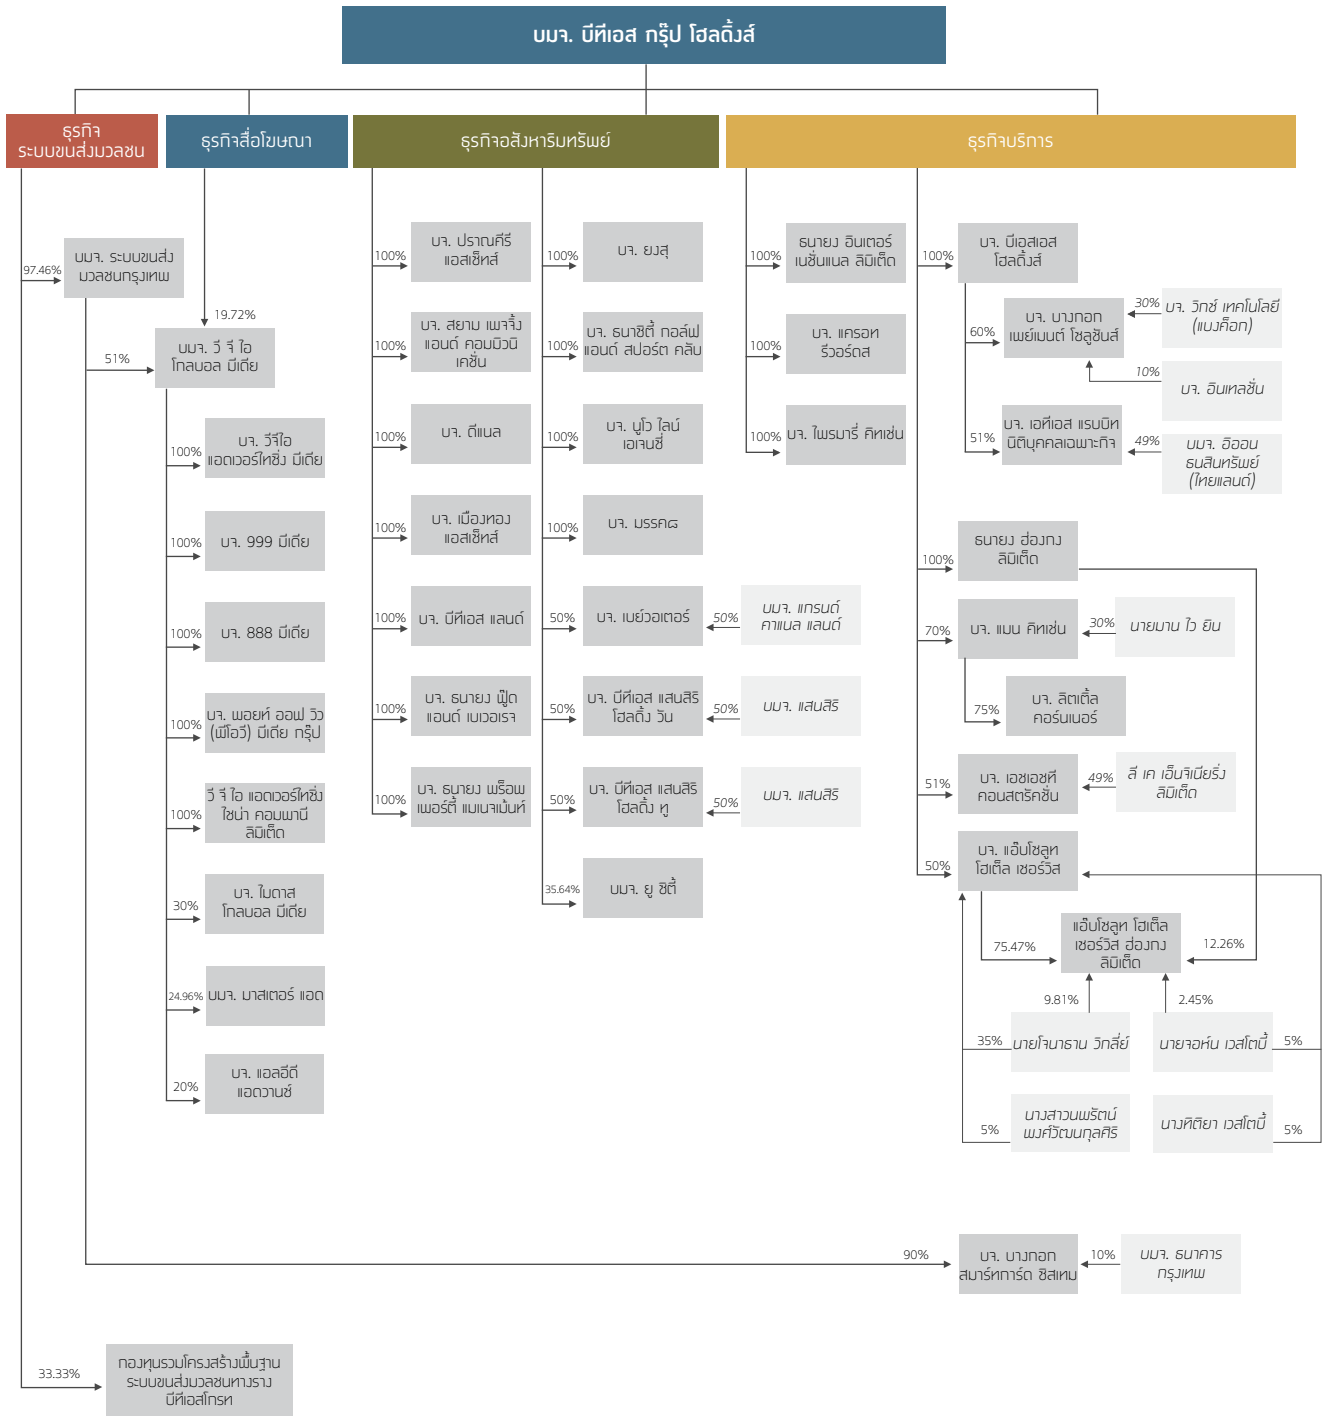 บมจ. บีทีเอส กรุ๊ป โฮลดิ้งส์
ธุรกิจ
ระบบขนส่งมวลชน
ธุรกิจสื่อโฆษณา
ธุรกิจอสังหาริมทรัพย์
ธุรกิจบริการ
97.46%
บมจ. ระบบขนส่ง
มวลชนกรุงเทพ
19.72%
51%
บมจ. วี จี ไอ
โกลบอล มีเดีย
100%
บจ. วีจีไอ
แอดเวอร์ไทซิ่ง มีเดีย
100%
บจ. 999 มีเดีย
100%
บจ. 888 มีเดีย
100%
บจ. พอยท์ ออฟ วิว
(พีโอวี) มีเดีย กรุ๊ป
100%
วี จี ไอ แอดเวอร์ไทซิ่ง
ไชน่า คอมพานี
ลิมิเต็ด
30%
บจ. ไมดาส
โกลบอล มีเดีย
24.96%
บมจ. มาสเตอร์ แอด
20%
บจ. แอลอีดี
แอดวานซ์
100%
บจ. ปราณคีรี
แอสเซ็ทส์
100%
บจ. สยาม เพจจิ้ง
แอนด์ คอมมิวนิ
เคชั่น
100%
บจ. ดีแนล
100%
บจ. เมืองทอง
แอสเซ็ทส์
100%
บจ. บีทีเอส แลนด์
100%
บจ. ธนายง ฟู้ด
แอนด์ เบเวอเรจ
100%
บจ. ธนายง พร็อพ
เพอร์ตี้ แมเนจเม้นท์
100%
บจ. ยงสุ
100%
บจ. ธนาซิตี้ กอล์ฟ
แอนด์ สปอร์ต คลับ
100%
บจ. นูโว ไลน์
เอเจนซี่
100%
บจ. มรรค๘
50%
บจ. เบย์วอเตอร์
50%
บมจ. แกรนด์
คาแนล แลนด์
50%
บจ. บีทีเอส แสนสิริ
โฮลดิ้ง วัน
50%
บมจ. แสนสิริ
50%
บจ. บีทีเอส แสนสิริ
โฮลดิ้ง ทู
50%
บมจ. แสนสิริ
35.64%
บมจ. ยู ซิตี้
100%
ธนายง อินเตอร์
เนชั่นแนล ลิมิเต็ด
100%
บจ. แครอท
รีวอร์ดส
100%
บจ. ไพรมารี่ คิทเช่น
100%
บจ. บีเอสเอส
โฮลดิ้งส์
60%
บจ. บางกอก
เพย์เมนต์ โซลูชันส์
30%
บจ. วิกซ์ เทคโนโลยี
(แบงค็อก)
10%
บจ. อินเทลชั่น
51%
บจ. เอทีเอส แรบบิท
นิติบุคคลเฉพาะกิจ
49%
บมจ. อิออน
ธนสินทรัพย์
(ไทยแลนด์)
100%
ธนายง ฮ่องกง
ลิมิเต็ด
70%
บจ. แมน คิทเช่น
30%
นายมาน ไว ยิน
75%
บจ. ลิตเติ้ล
คอร์นเนอร์
51%
บจ. เอชเอชที
คอนสตรัคชั่น
49%
ลี เค เอ็นจิเนียริ่ง
ลิมิเต็ด
50%
บจ. แอ๊บโซลูท
โฮเต็ล เซอร์วิส
75.47%
แอ๊บโซลูท โฮเต็ล
เซอร์วิส ฮ่องกง
ลิมิเต็ด
12.26%
9.81%
2.45%
35%
นายโจนาธาน วิกลี่ย์
นายจอห์น เวสโตบี้
5%
5%
นางสาวนพรัตน์
พงศ์วัฒนกุลศิริ
นางทิติยา เวสโตบี้
5%
90%
บจ. บางกอก
สมาร์ทการ์ด ซิสเทม
10%
บมจ. ธนาคาร
กรุงเทพ
33.33%
กองทุนรวมโครงสร้างพื้นฐาน
ระบบขนส่งมวลชนทางราง
บีทีเอสโกรท